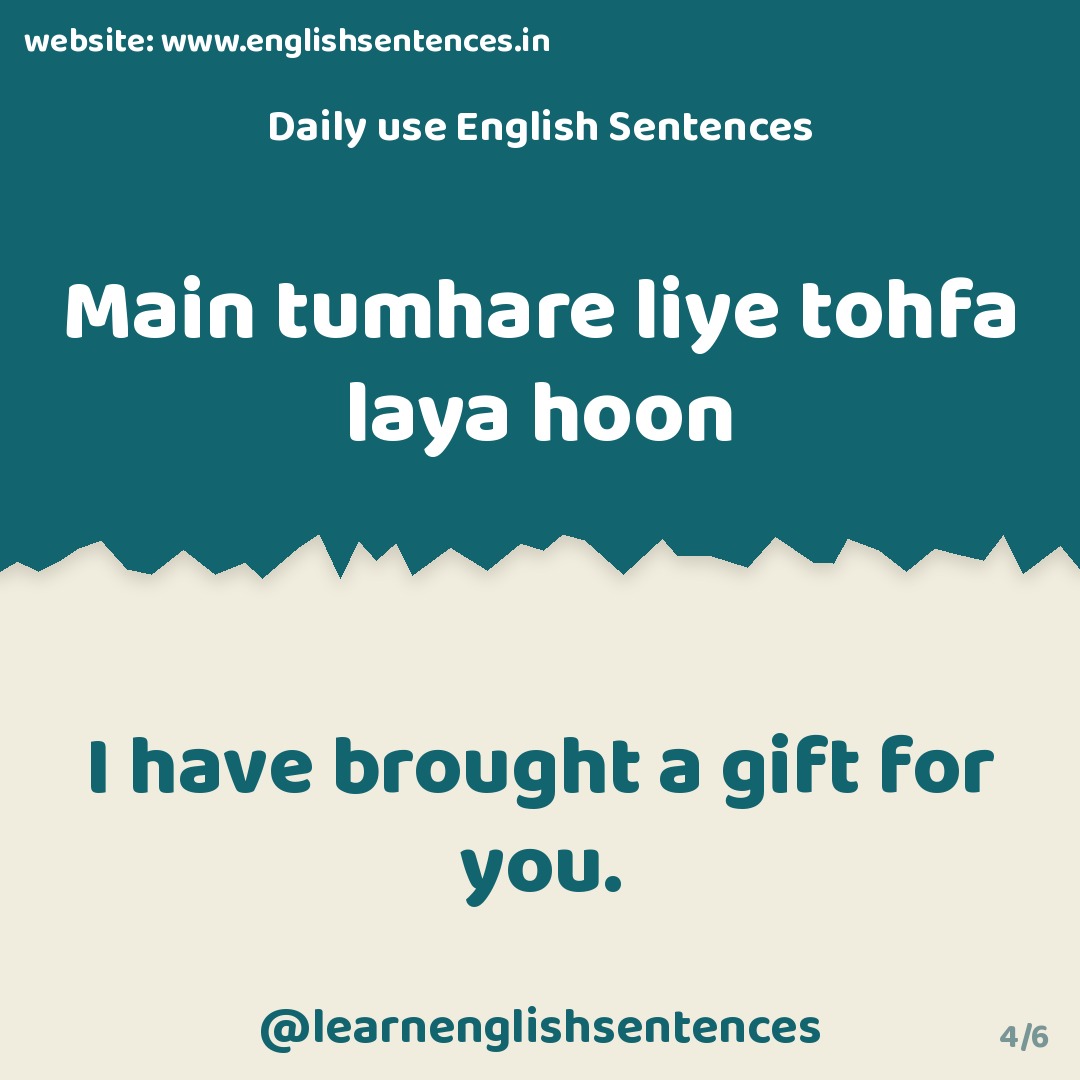 website: www.englishsentences.in
Daily use English Sentences
Main tumhare liye tohfa
laya hoon
I have brought a gift for
you.
@learnenglishsentences
4/6